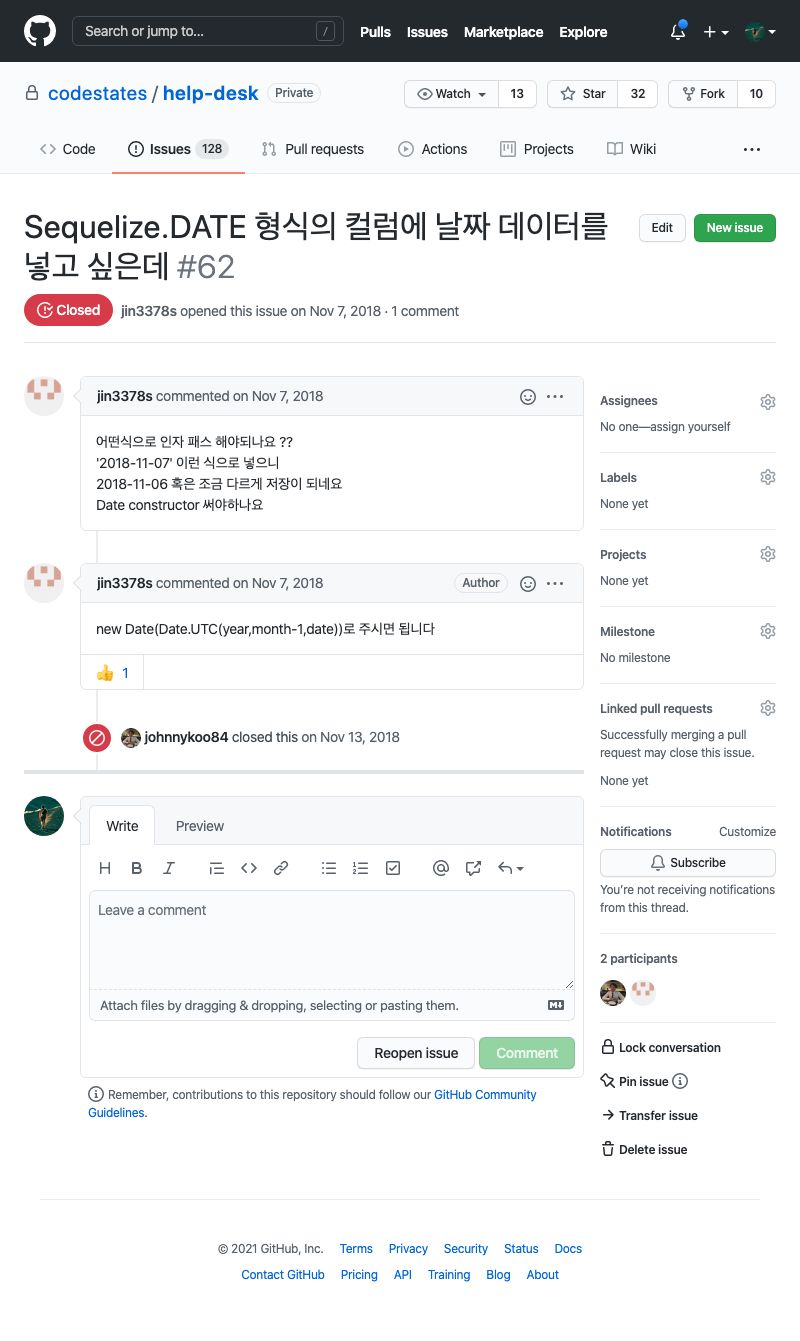 Search or jump to...
/
Pulls
Issues
Marketplace
Explore
codestates / help-desk
Private
Watch
13
Star
32
Fork
10
Code
Issues 128
Pull requests
Actions
Projects
Wiki
Sequelize.DATE 형식의 컬럼에 날짜 데이터를
넣고 싶은데 #62
Edit
New issue
Closed
jin3378s opened this issue on Nov 7, 2018 · 1 comment
jin3378s commented on Nov 7, 2018
어떤식으로 인자 패스 해야되나요 ??
'2018-11-07' 이런 식으로 넣으니
2018-11-06 혹은 조금 다르게 저장이 되네요
Date constructor 써야하나요
jin3378s commented on Nov 7, 2018
Author
new Date(Date.UTC(year,month-1,date))로 주시면 됩니다
👍 1
johnnykoo84 closed this on Nov 13, 2018
Write
Preview
H B I
Leave a comment
Attach files by dragging & dropping, selecting or pasting them.
Reopen issue
Comment
Remember, contributions to this repository should follow our GitHub Community
Guidelines.
Assignees
No one—assign yourself
Labels
None yet
Projects
None yet
Milestone
No milestone
Linked pull requests
Successfully merging a pull
request may close this issue.
None yet
Notifications
Customize
Subscribe
You're not receiving notifications
from this thread.
2 participants
Lock conversation
Pin issue
Transfer issue
Delete issue
© 2021 GitHub, Inc.
Terms
Privacy
Security
Status
Docs
Contact GitHub
Pricing
API
Training
Blog
About